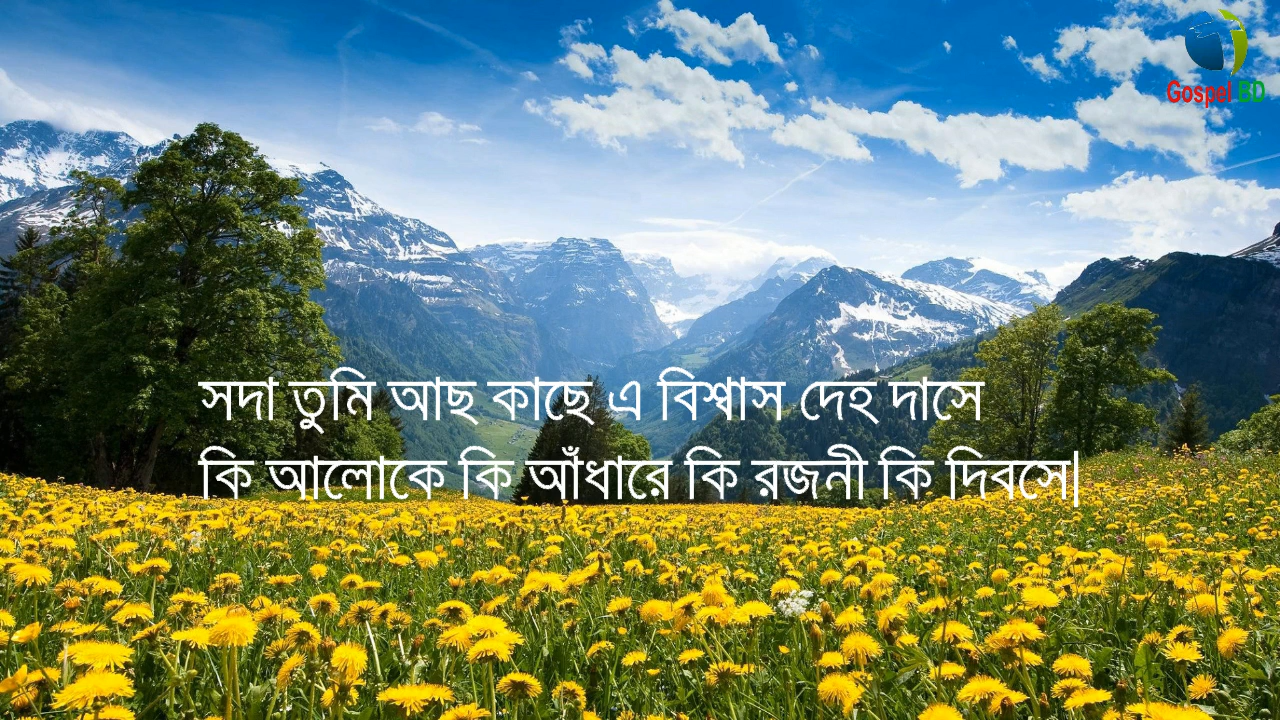 Gospel BD
সদা তুমি আছ কাছে এ বিশ্বাস দেহ দাসে
কি আলোকে কি আঁধারে কি রজনী কি দিবসে|